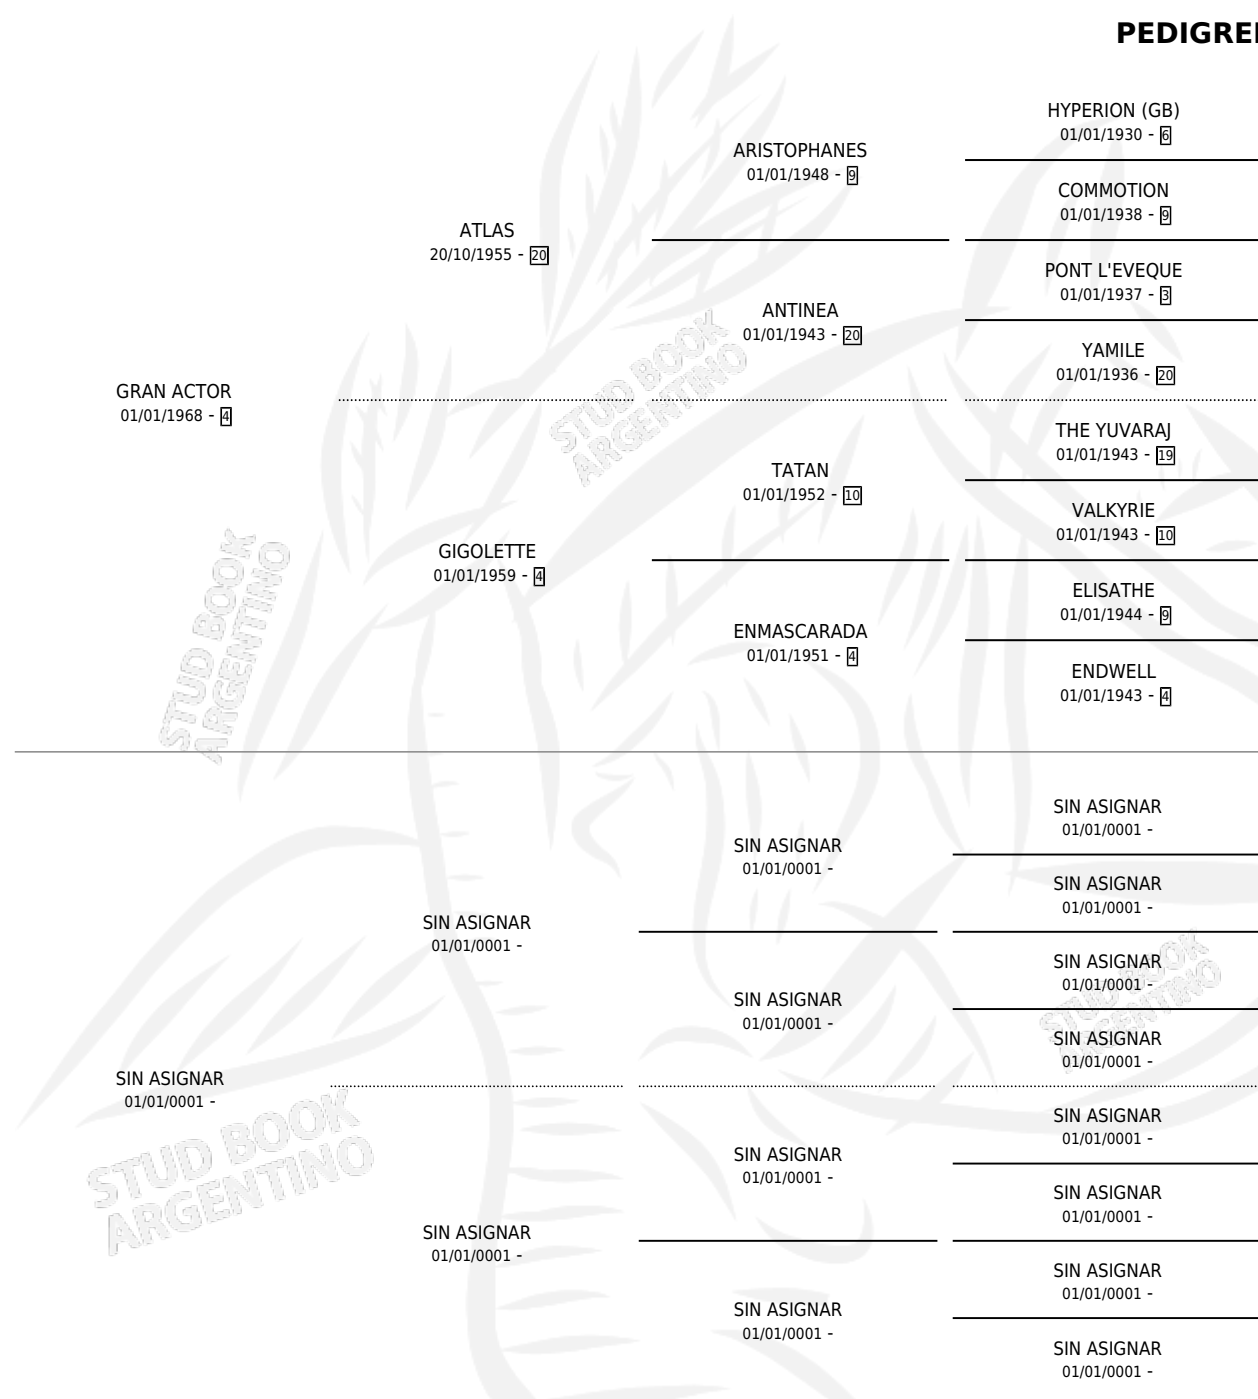 PEDIGREE
HYPERION (GB)
01/01/1930 - 6
ARISTOPHANES
01/01/1948 - 9
COMMOTION
01/01/1938 - 9
ATLAS
20/10/1955 - 20
PONT L'EVEQUE
01/01/1937 - 3
ANTINEA
01/01/1943 - 20
YAMILE
01/01/1936 - 20
GRAN ACTOR
01/01/1968 - 4
THE YUVARAJ
01/01/1943 - 19
TATAN
01/01/1952 - 10
VALKYRIE
01/01/1943 - 10
GIGOLETTE
01/01/1959 - 4
ELISATHE
01/01/1944 - 9
ENMASCARADA
01/01/1951 - 4
ENDWELL
01/01/1943 - 4
SIN ASIGNAR
01/01/0001 -
SIN ASIGNAR
01/01/0001 -
SIN ASIGNAR
01/01/0001 -
SIN ASIGNAR
01/01/0001 -
SIN ASIGNAR
01/01/0001 -
SIN ASIGNAR
01/01/0001 -
SIN ASIGNAR
01/01/0001 -
SIN ASIGNAR
01/01/0001 -
SIN ASIGNAR
01/01/0001 -
SIN ASIGNAR
01/01/0001 -
SIN ASIGNAR
01/01/0001 -
SIN ASIGNAR
01/01/0001 -
SIN ASIGNAR
01/01/0001 -
SIN ASIGNAR
01/01/0001 -
SIN ASIGNAR
01/01/0001 -
STUD BOOK
ARGENTINO
STUD BOOK
ARGENTINO
STUD BOOK
ARGENTINO
STUD BOOK
ARGENTINO